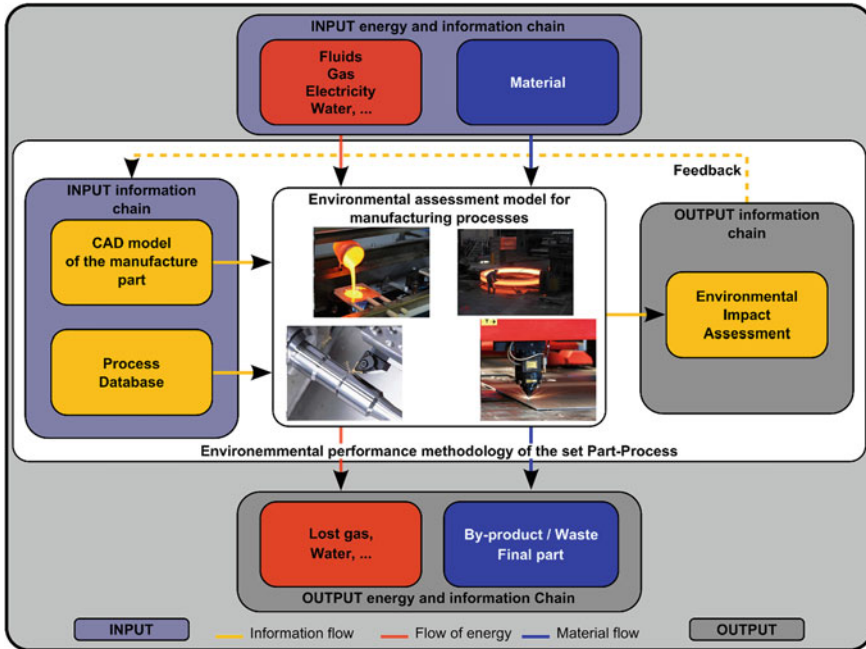 INPUT energy and information chain
Fluids
Gas
Electricity
Water, ...
Material
Feedback
INPUT information
chain
CAD model
of the manufacture
part
Process
Database
Environmental assessment model for
manufacturing processes
OUTPUT information
chain
Environmental
Impact
Assessment
Environemmental performance methodology of the set Part-Process
Lost gas,
Water, ...
By-product / Waste
Final part
OUTPUT energy and information Chain
INPUT
Information flow
Flow of energy
Material flow
OUTPUT